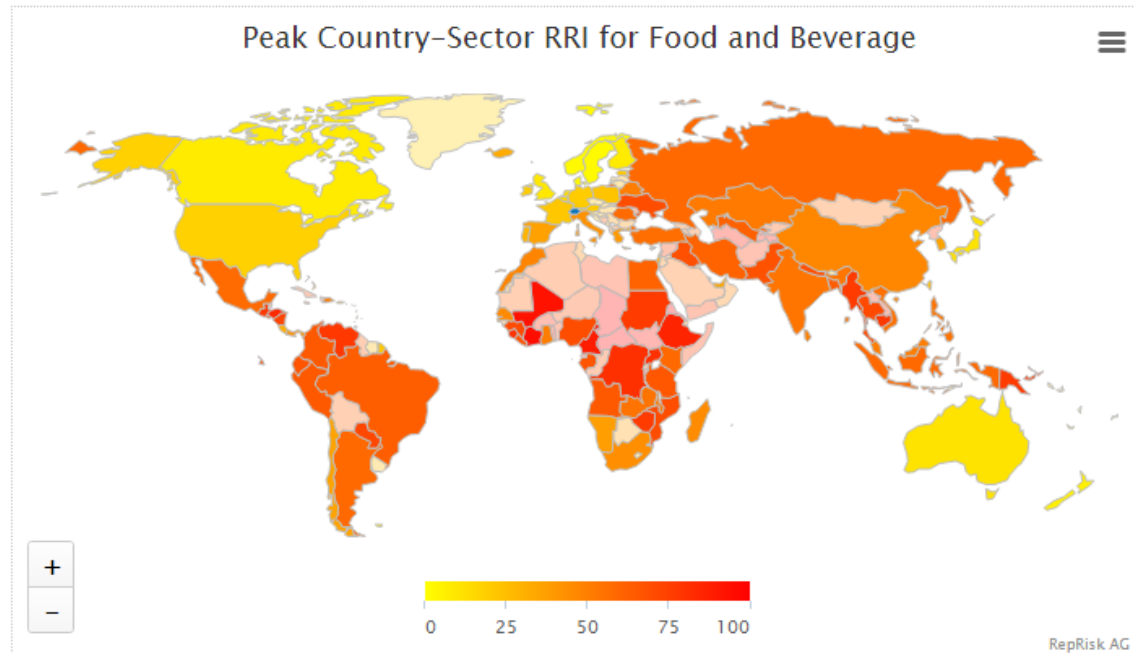 Peak Country-Sector RRI for Food and Beverage
+
−
0 25 50 75 100
RepRisk AG